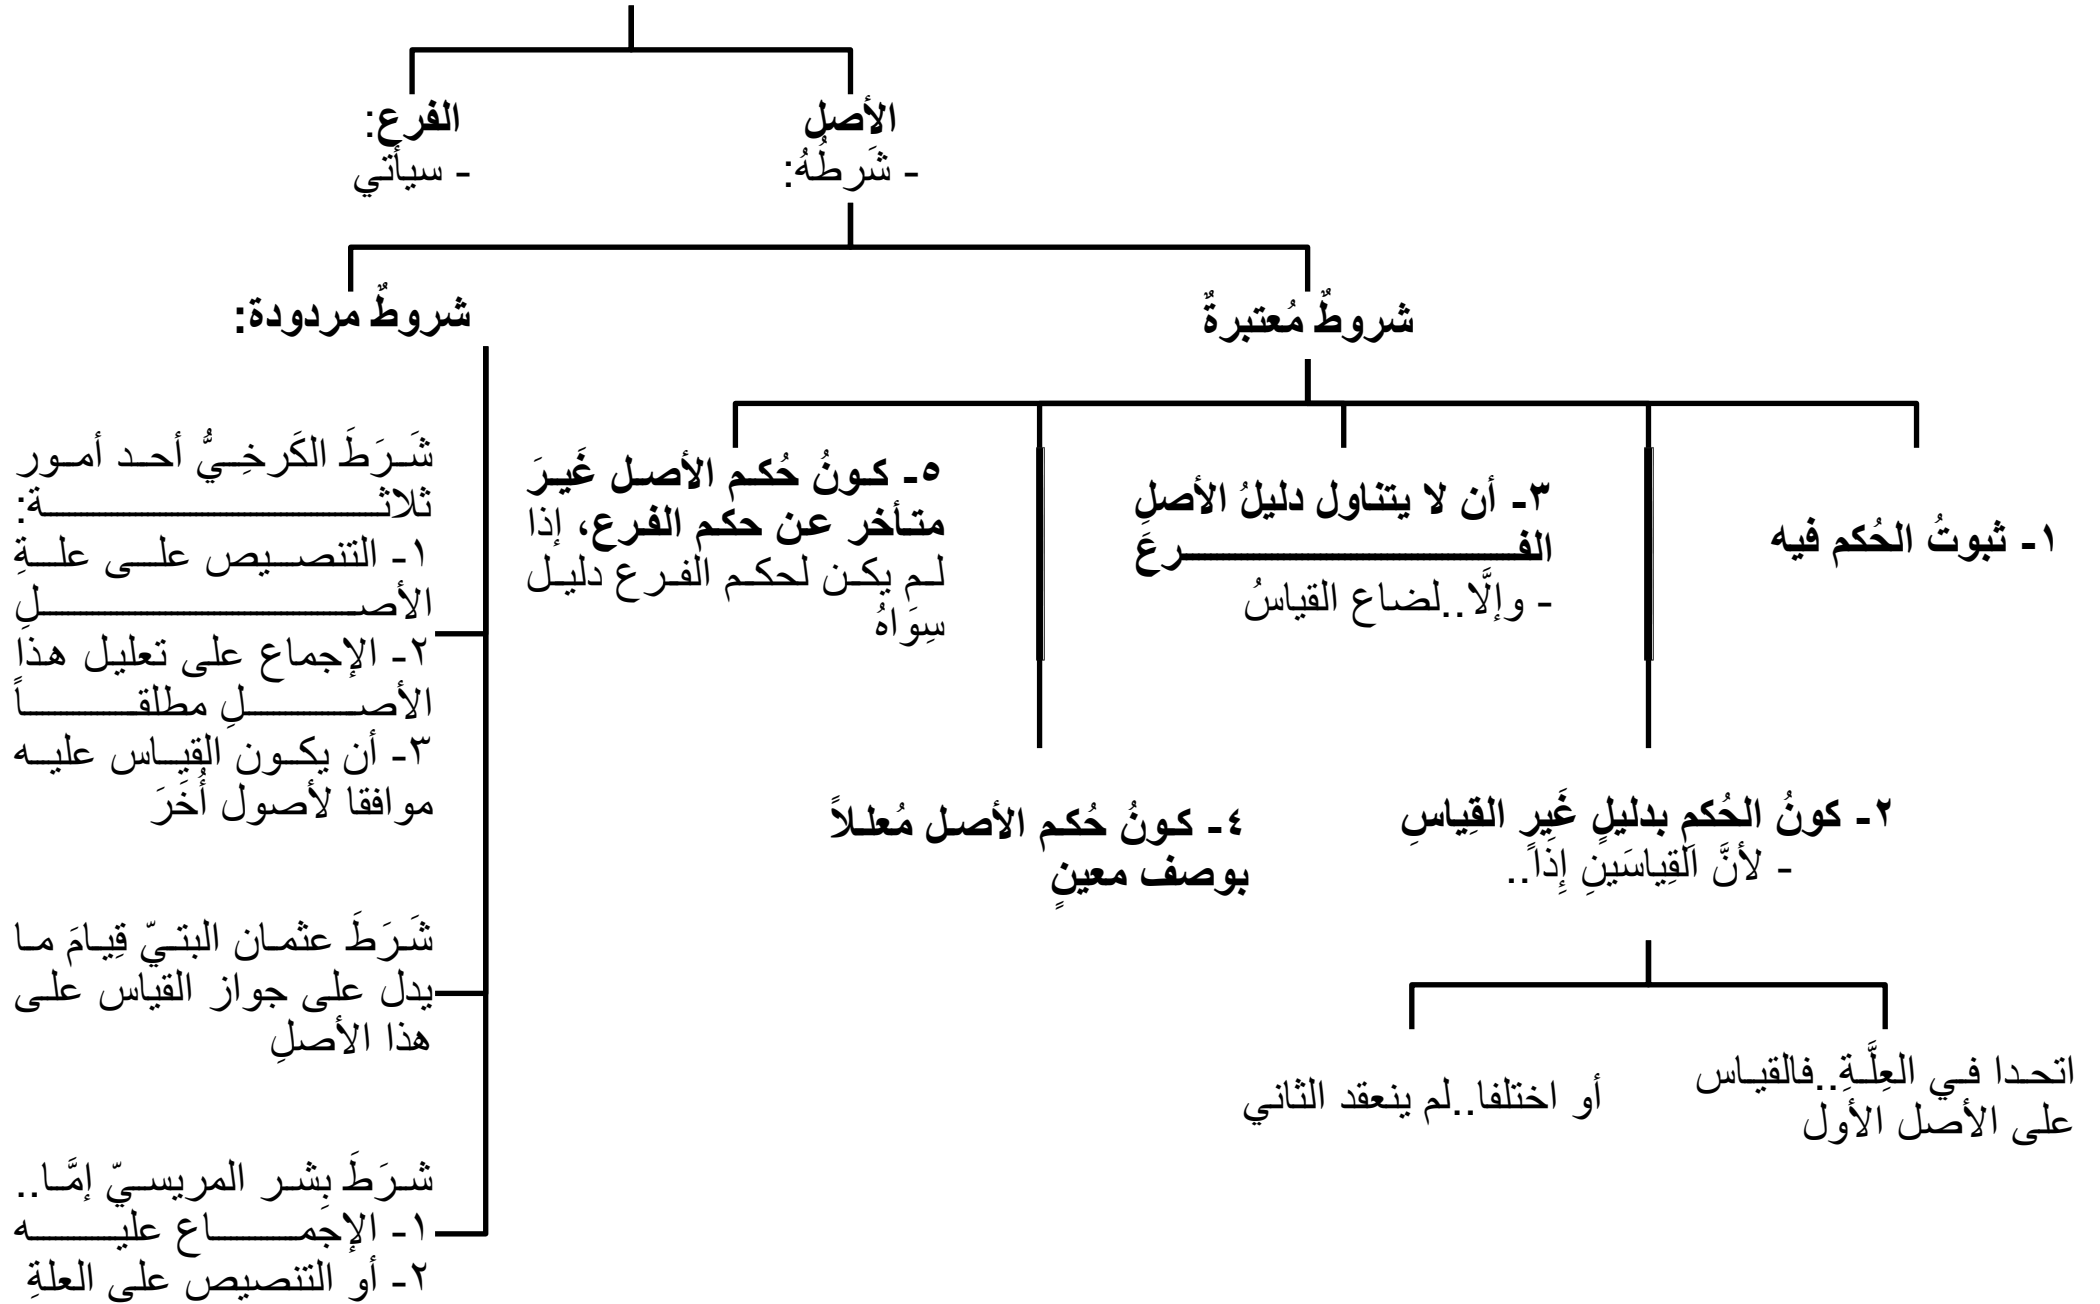 الأصل
- شَرطُهُ:
الفرع:
- سيأتي
شروطٌ مُعتبرةٌ
١- ثبوتُ الحُكم فيه
٢- كونُ الحُكمِ بدليلٍ غَيرِ القِياسِ
- لأنَّ القِياسَينِ إِذاً..
اتحدا في العِلَّةِ..فالقياس
على الأصل الأول
أو اختلفا..لم ينعقد الثاني
٣- أن لا يتناول دليلُ الأصلِ
الفرعَ
- وإلَّا..لضاع القياسُ
٤- كونُ حُكم الأصل مُعلاً
بوصف معينٍ
٥- كونُ حُكم الأصل غَيرَ
متأخر عن حكم الفرع، إذا
لم يكن لحكم الفرع دليل
سِوَاهُ
شروطٌ مردودة:
شَرَطَ الكَرخِيُّ أحد أمور
ثلاثة:
١- التنصيص على علةِ
الأصلِ
٢- الإجماع على تعليل هذا
الأصلِ مطلقاً
٣- أن يكون القياس عليه
موافقا لأصول أُخَرَ
شَرَطَ عثمان البتيّ قِيامَ ما
يدل على جواز القياس على
هذا الأصلِ
شرَطَ بِشر المريسيّ إمَّا..
١- الإجماع عليه
٢- أو التنصيص على العلةِ